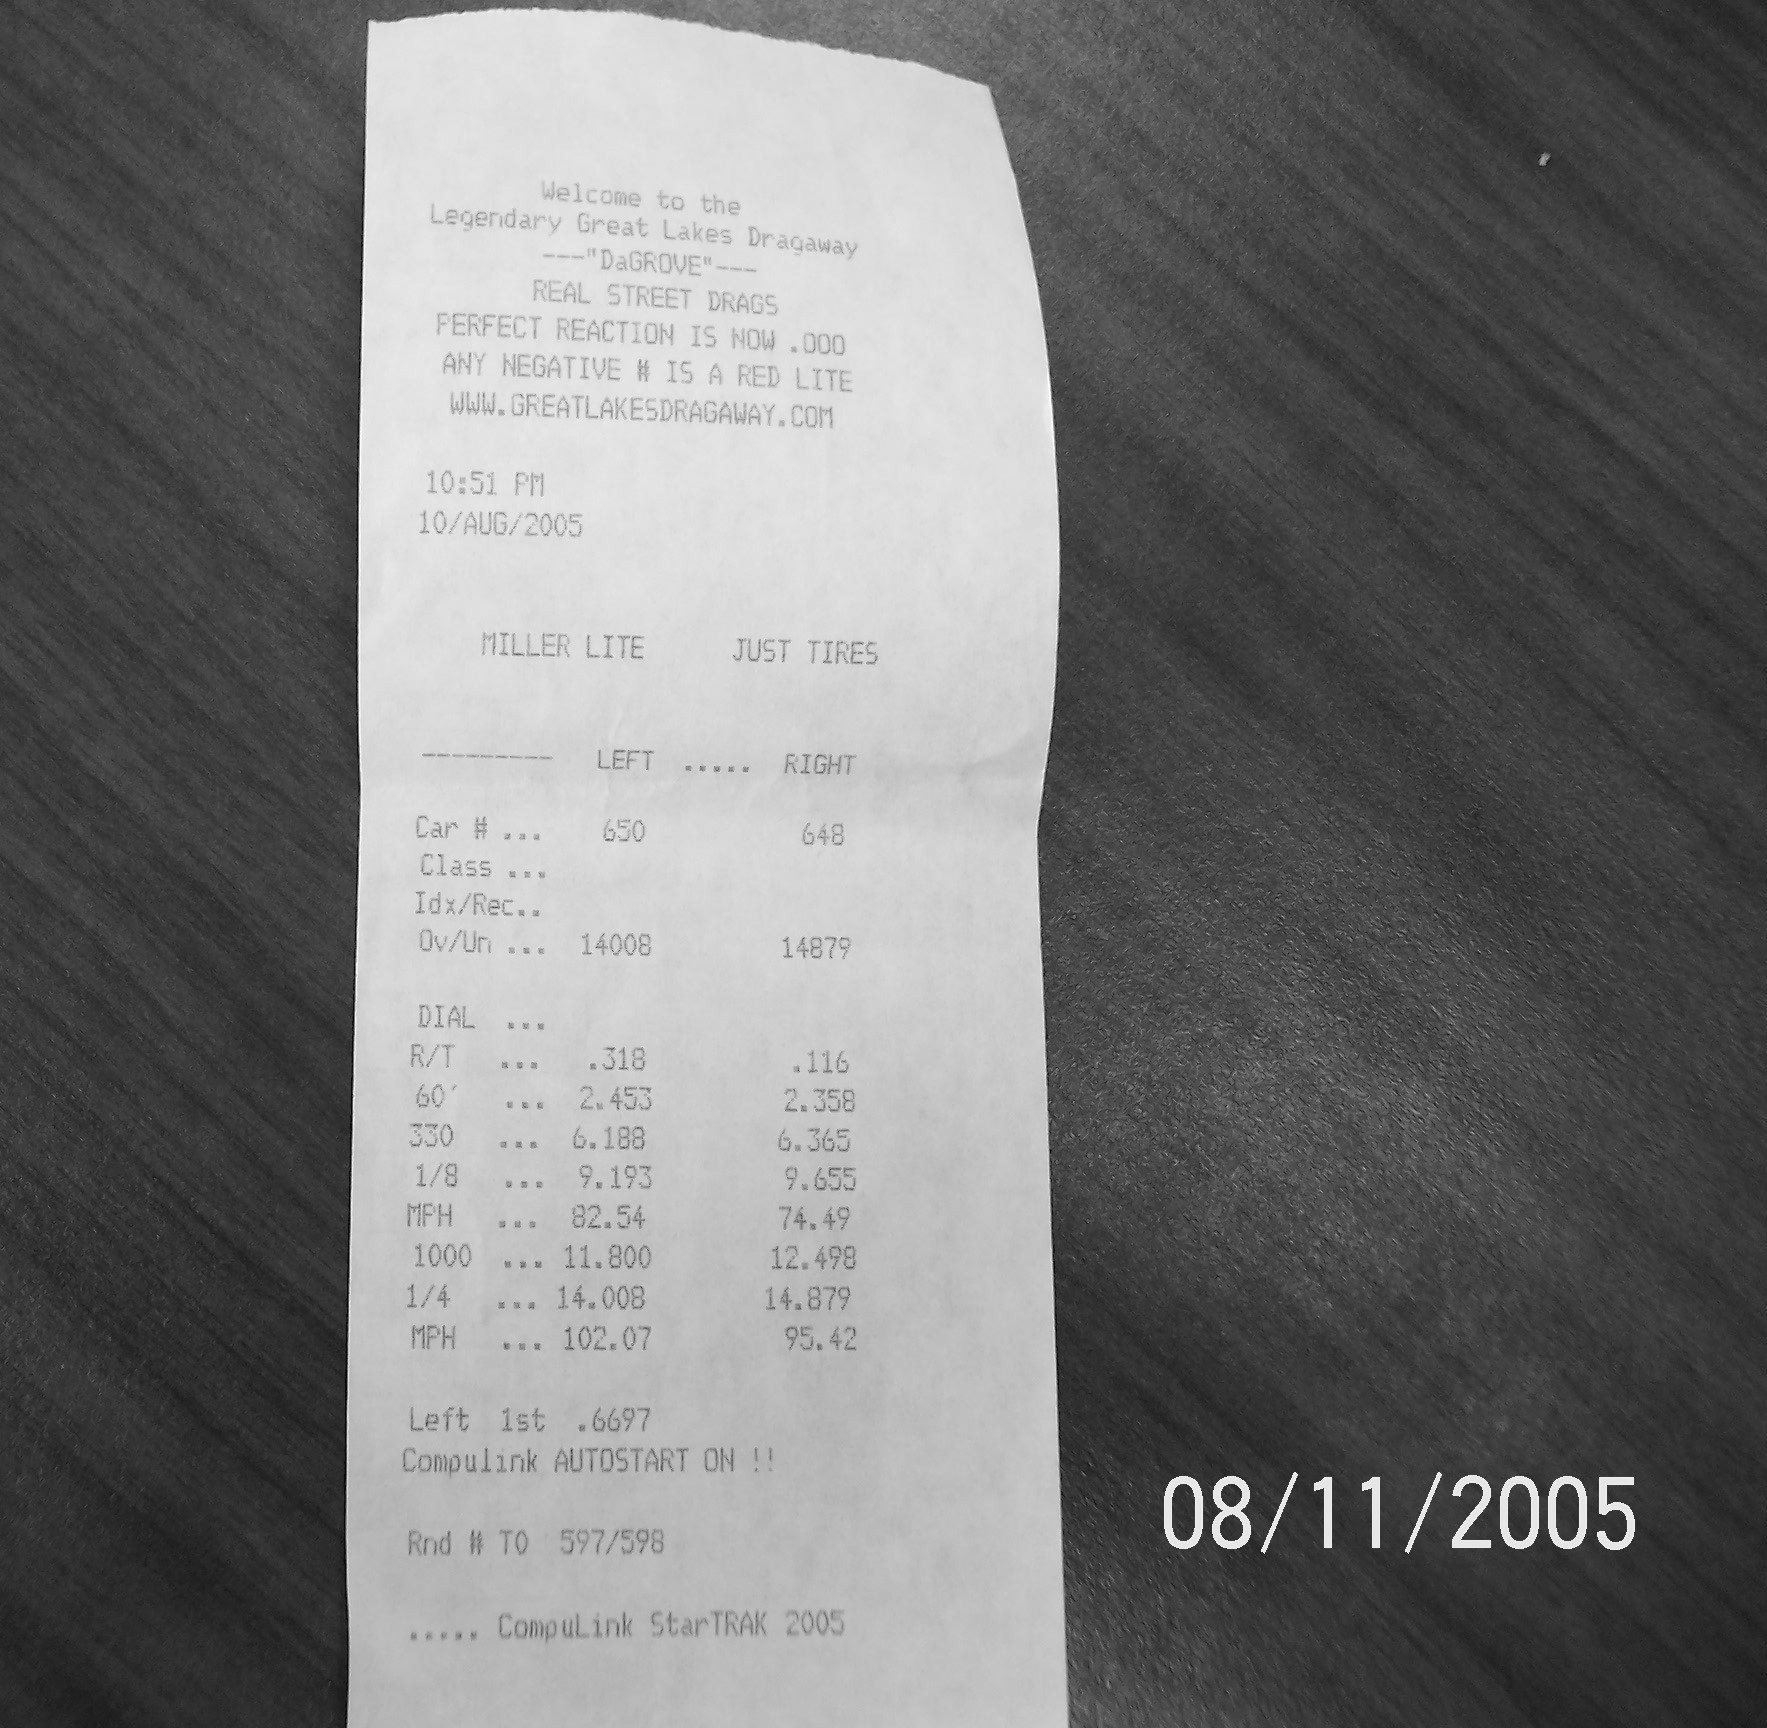 Welcome to the
Legendary Great Lakes Dragaway
---"DaGROVE"---
REAL STREET DRAGS
PERFECT REACTION IS NOW .000
ANY NEGATIVE # IS A RED LITE
WWW.GREATLAKESDRAGAWAY.COM
10:51 PM
10/AUG/2005
MILLER LITE JUST TIRES
--------- LEFT ..... RIGHT
Car # ... 650 648
Class ...
Idx/Rec..
Ov/Un ... 14008 14879
DIAL ...
R/T ... .318 .116
60' ... 2.453 2.358
330 ... 6.188 6.365
1/8 ... 9.193 9.655
MPH ... 82.54 74.49
1000 ... 11.800 12.498
1/4 ... 14.008 14.879
MPH ... 102.07 95.42
Left 1st .6697
Compulink AUTOSTART ON !!
Rnd # TO 597/598
..... CompuLink StarTRAK 2005
08/11/2005